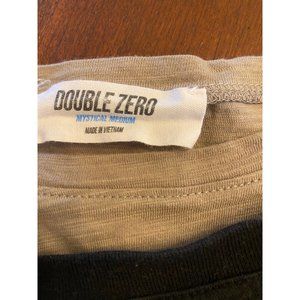 DOUBLE ZERO
MYSTICAL MEDIUM
MADE IN VIETNAM